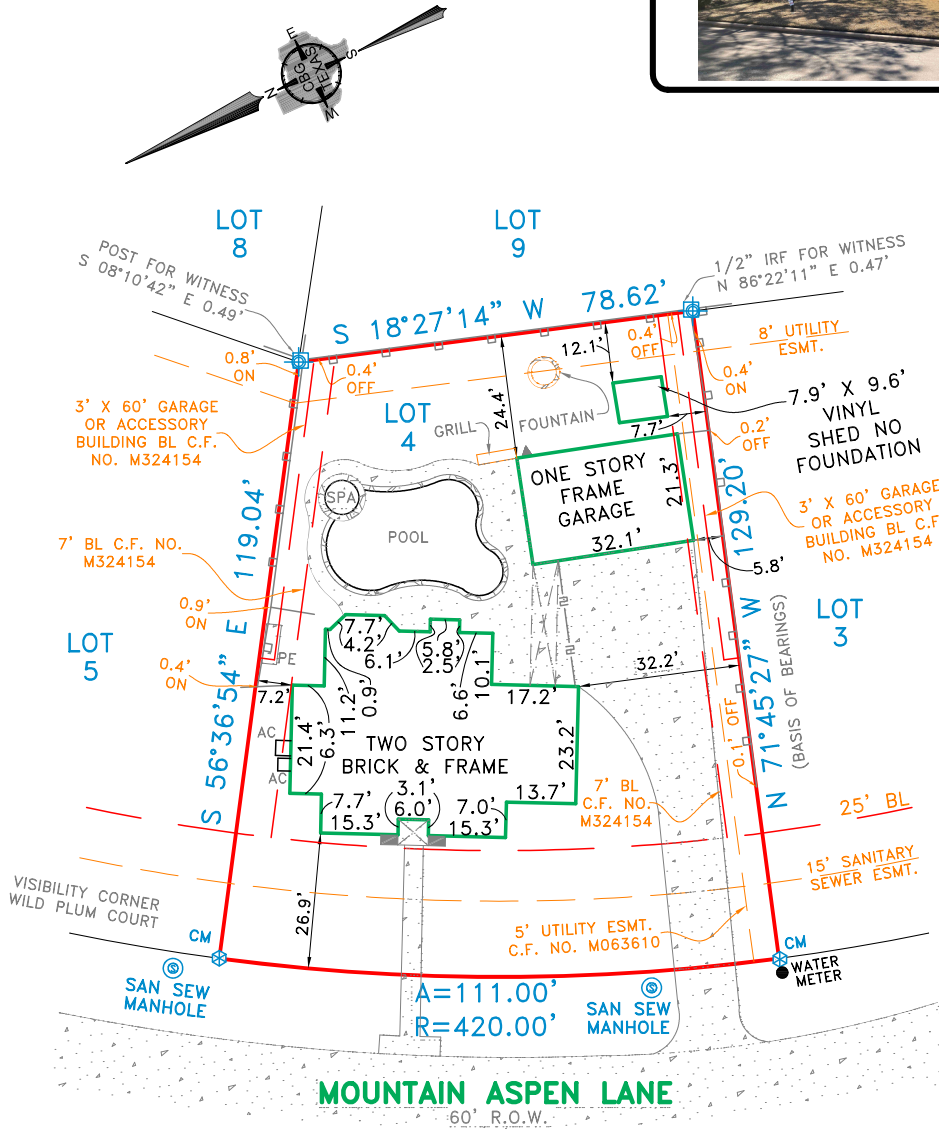 E
S
CBG
TEXAS
N
W
LOT
8
LOT
9
POST FOR WITNESS
S 08°10'42" E 0.49'
1/2" IRF FOR WITNESS
N 86°22'11" E 0.47'
S 18°27'14" W 78.62'
0.8'
ON
0.4'
OFF
12.1'
0.4'
OFF
8' UTILITY
ESMT.
0.4'
ON
3' X 60' GARAGE
OR ACCESSORY
BUILDING BL C.F.
NO. M324154
LOT
4
24.4'
GRILL
FOUNTAIN
7.7'
7.9' X 9.6'
VINYL
SHED NO
FOUNDATION
0.2'
OFF
ONE STORY
FRAME
GARAGE
21.3'
32.1'
SPA
POOL
3' X 60' GARAGE
OR ACCESSORY
BUILDING BL C.F.
NO. M324154
5.8'
7' BL C.F. NO.
M324154
S 56°36'54" E 119.04'
N 71°45'27" W 129.20'
(BASIS OF BEARINGS)
0.9'
ON
LOT
5
LOT
3
0.4'
ON
PE
7.2'
7.7'
4.2'
6.1'
5.8'
2.5'
11.2'
0.9'
6.6'
10.1'
17.2'
32.2'
21.4'
6.3'
AC
AC
TWO STORY
BRICK & FRAME
23.2'
0.1' OFF
3.1'
6.0'
7.7'
15.3'
7.0'
15.3'
13.7'
7' BL
C.F. NO.
M324154
25' BL
15' SANITARY
SEWER ESMT.
VISIBILITY CORNER
WILD PLUM COURT
26.9'
5' UTILITY ESMT.
C.F. NO. M063610
CM
CM
WATER
METER
S
SAN SEW
MANHOLE
A=111.00'
R=420.00'
S
SAN SEW
MANHOLE
MOUNTAIN ASPEN LANE
60' R.O.W.